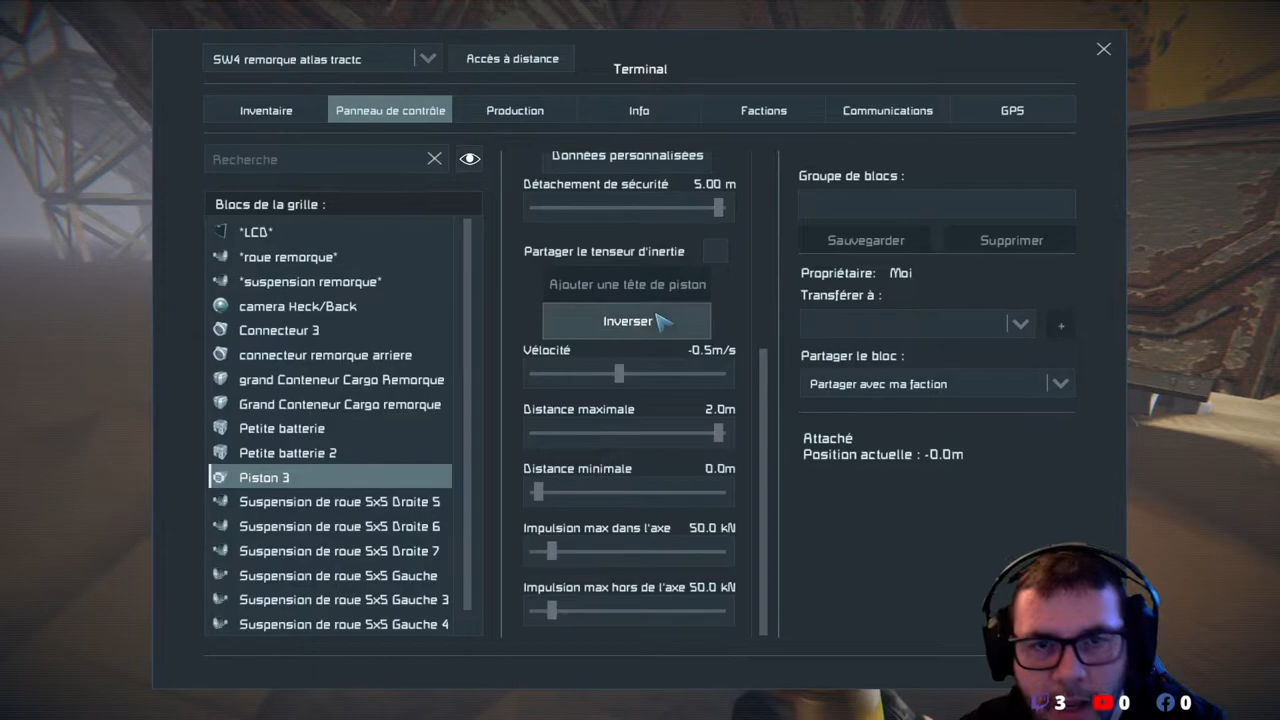 SW4 remorque atlas tractc
Accès à distance
Terminal
Inventaire
Panneau de contrôle
Production
Info
Factions
Communications
GPS
Recherche
Blocs de la grille :
*LCD*
*roue remorque*
*suspension remorque*
camera Heck/Back
Connecteur 3
connecteur remorque arriere
grand Conteneur Cargo Remorque
Grand Conteneur Cargo remorque
Petite batterie
Petite batterie 2
Piston 3
Suspension de roue 5x5 Droite 5
Suspension de roue 5x5 Droite 6
Suspension de roue 5x5 Droite 7
Suspension de roue 5x5 Gauche
Suspension de roue 5x5 Gauche 3
Suspension de roue 5x5 Gauche 4
Données personnalisées
Détachement de sécurité 5.00 m
Partager le tenseur d'inertie
Ajouter une tête de piston
Inverser
Vélocité -0.5m/s
Distance maximale 2.0m
Distance minimale 0.0m
Impulsion max dans l'axe 50.0 kN
Impulsion max hors de l'axe 50.0 kN
Groupe de blocs :
Sauvegarder
Supprimer
Propriétaire: Moi
Transférer à :
+
Partager le bloc :
Partager avec ma faction
Attaché
Position actuelle : -0.0m
3 0 0